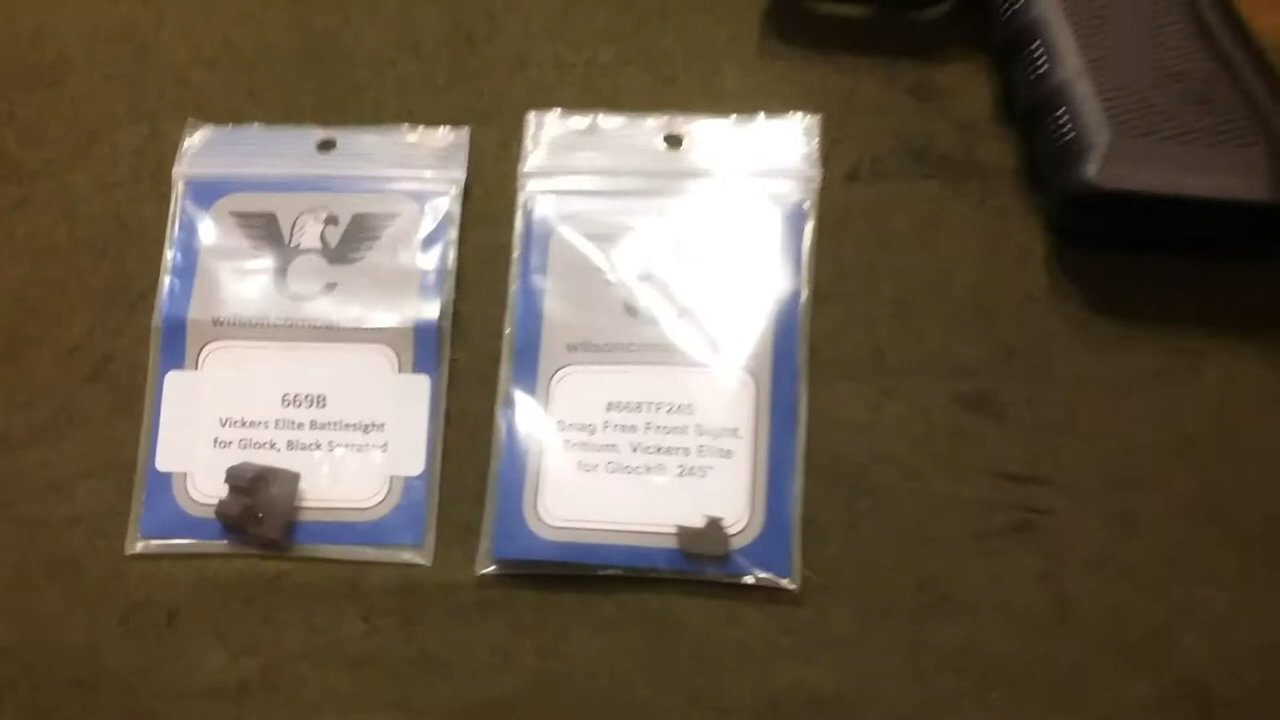 wilsoncombat
669B
Vickers Elite Battlesight
for Glock, Black Serrated
wilsonc
#668TF245
Snag Free Front Sight,
Tritium, Vickers Elite
for Glock® .245"